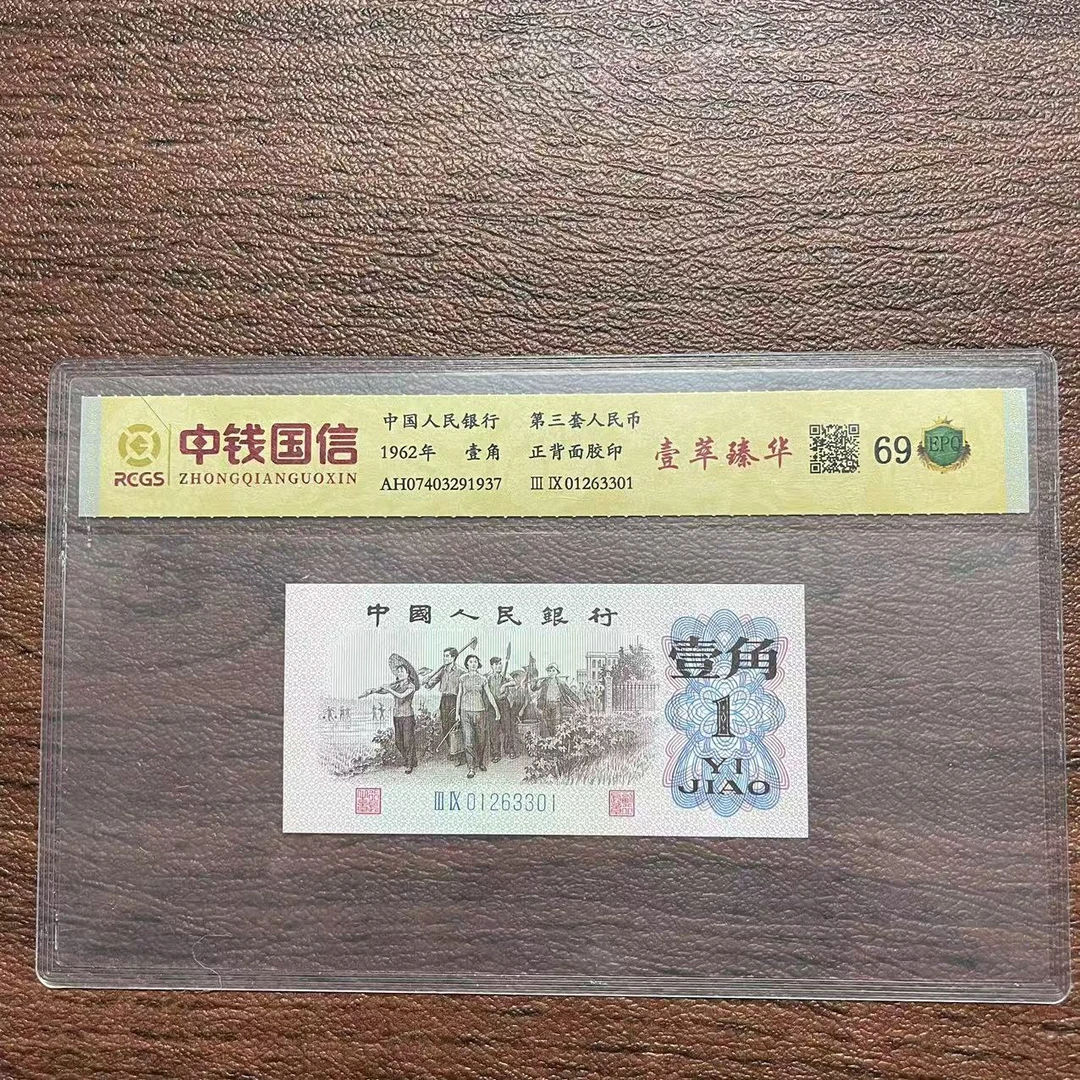 中国人民银行 第三套人民币
中钱国信 1962年 壹角 正背面胶印 壹萃臻华 69 EPQ
RCGS ZHONGQIANGUOXIN AH07403291937 Ⅲ Ⅸ 01263301
中國人民銀行
壹角
1
YI
JIAO
Ⅲ Ⅸ 01263301